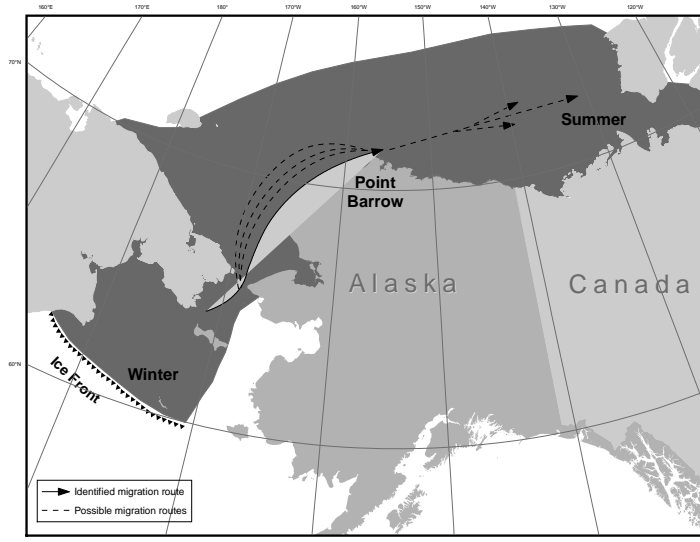 160°E
170°E
180°W
170°W
160°W
150°W
140°W
130°W
120°W
70°N
Summer
Point
Barrow
Alaska
Canada
60°N
Winter
Ice Front
Identified migration route
Possible migration routes